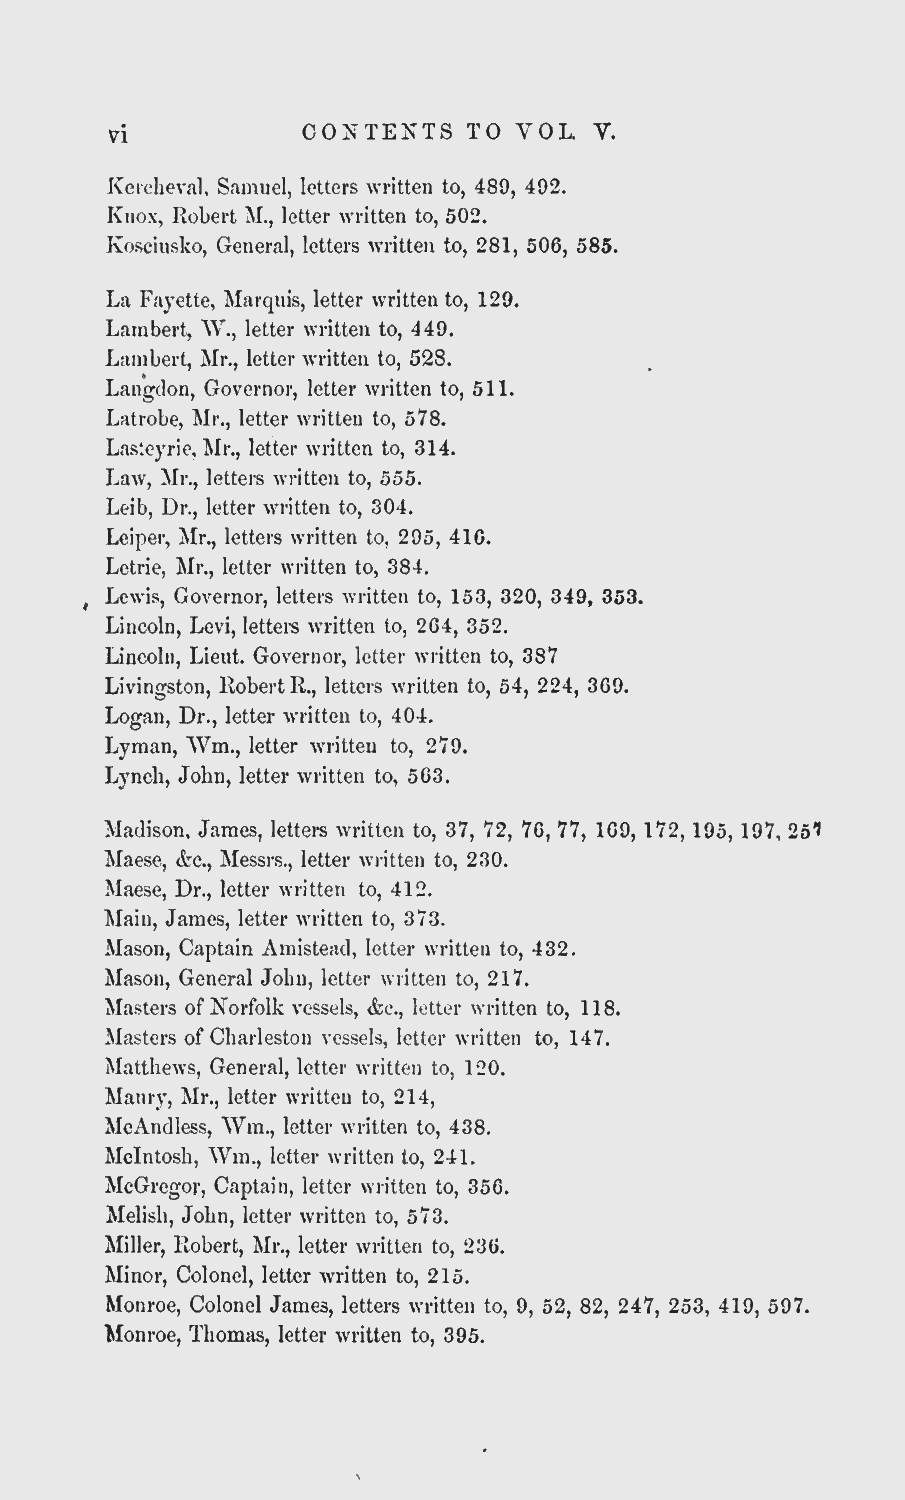 vi CONTENTS TO VOL. V.
Kercheval, Samuel, letters written to, 489, 492.
Knox, Robert M., letter written to, 502.
Kosciusko, General, letters written to, 281, 506, 585.
La Fayette, Marquis, letter written to, 129.
Lambert, W., letter written to, 449.
Lambert, Mr., letter written to, 528.
Langdon, Governor, letter written to, 511.
Latrobe, Mr., letter written to, 578.
Lasteyrie, Mr., letter written to, 314.
Law, Mr., letters written to, 555.
Leib, Dr., letter written to, 304.
Leiper, Mr., letters written to, 295, 416.
Letrie, Mr., letter written to, 384.
Lewis, Governor, letters written to, 153, 320, 349, 353.
Lincoln, Levi, letters written to, 264, 352.
Lincoln, Lieut. Governor, letter written to, 387
Livingston, Robert R., letters written to, 54, 224, 369.
Logan, Dr., letter written to, 404.
Lyman, Wm., letter written to, 279.
Lynch, John, letter written to, 563.
Madison, James, letters written to, 37, 72, 76, 77, 169, 172, 195, 197, 257
Maese, &c., Messrs., letter written to, 230.
Maese, Dr., letter written to, 412.
Main, James, letter written to, 373.
Mason, Captain Amistead, letter written to, 432.
Mason, General John, letter written to, 217.
Masters of Norfolk vessels, &c., letter written to, 118.
Masters of Charleston vessels, letter written to, 147.
Matthews, General, letter written to, 120.
Maury, Mr., letter written to, 214,
McAndless, Wm., letter written to, 438.
McIntosh, Wm., letter written to, 241.
McGregor, Captain, letter written to, 356.
Melish, John, letter written to, 573.
Miller, Robert, Mr., letter written to, 236.
Minor, Colonel, letter written to, 215.
Monroe, Colonel James, letters written to, 9, 52, 82, 247, 253, 419, 597.
Monroe, Thomas, letter written to, 395.